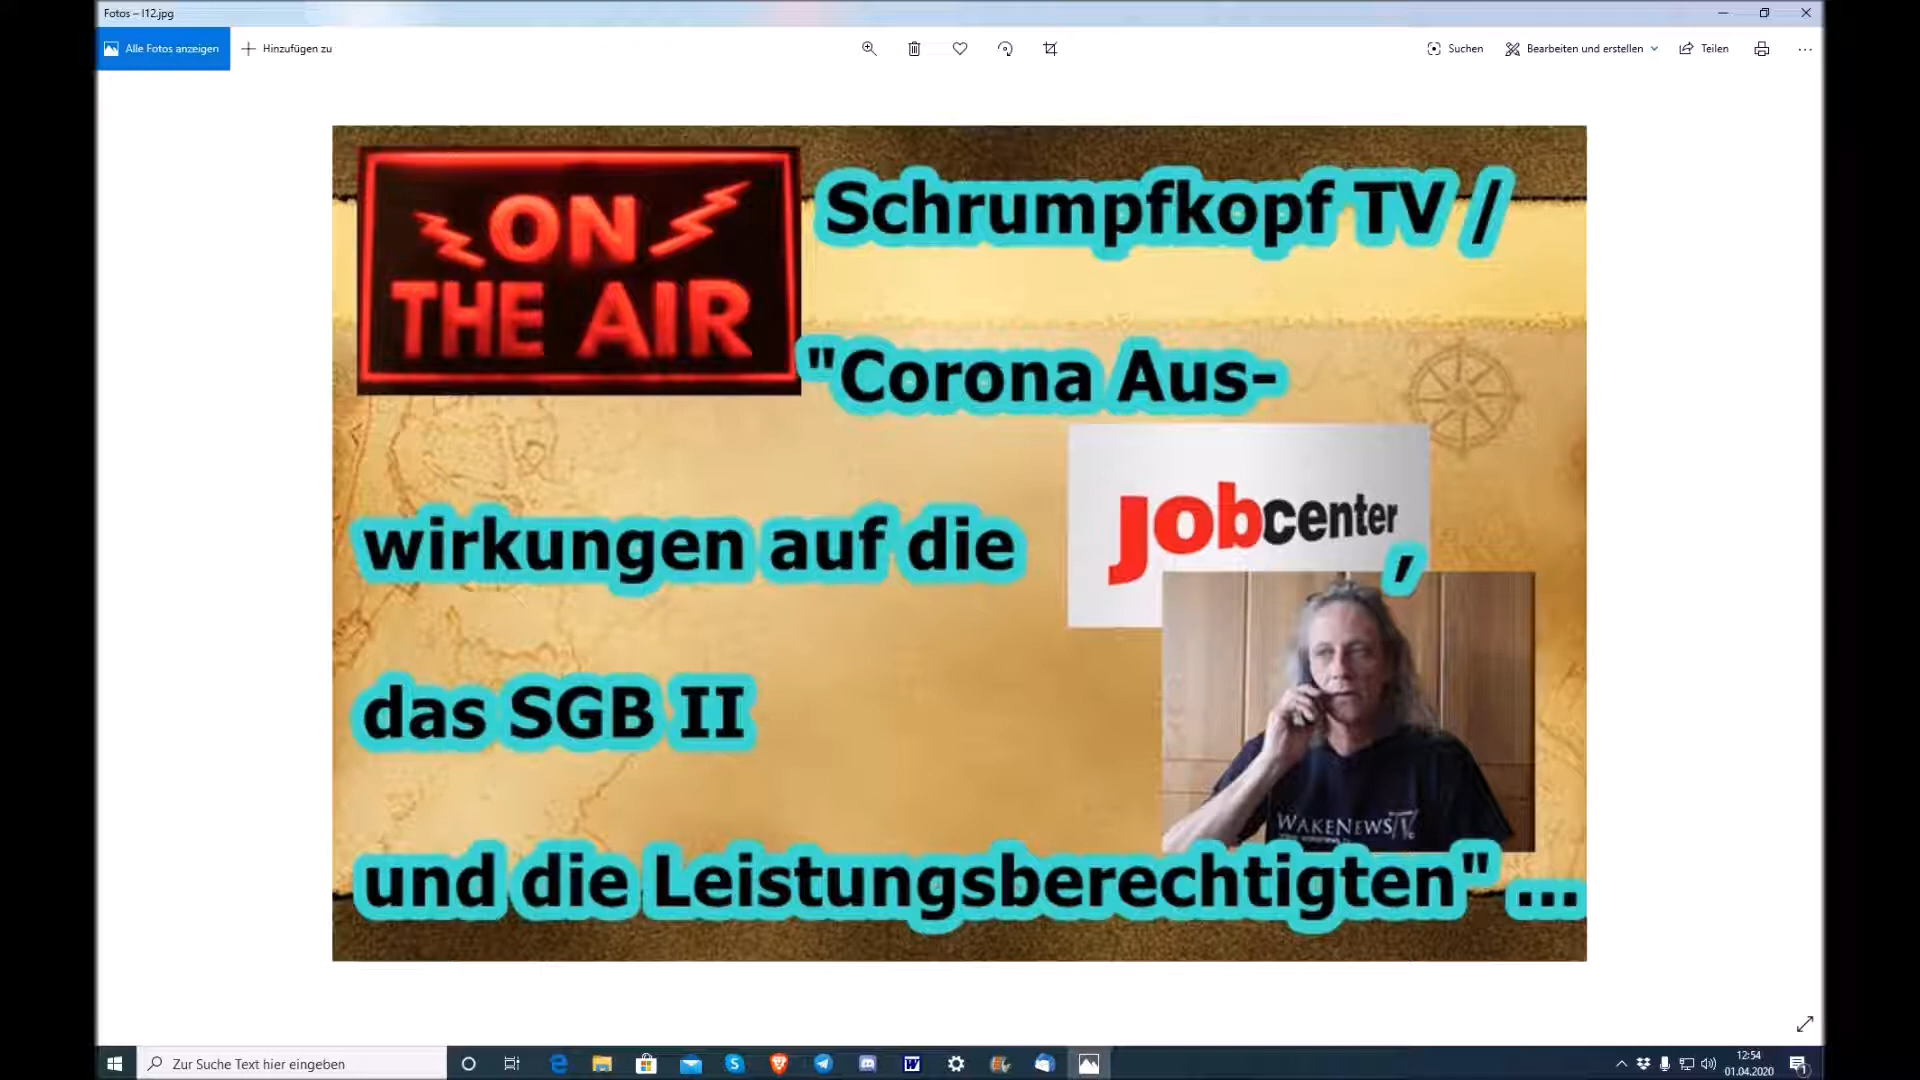 Fotos – I12.jpg
Alle Fotos anzeigen
Hinzufügen zu
Suchen
Bearbeiten und erstellen
Teilen
ON
THE AIR
Schrumpfkopf TV /
"Corona Aus-
wirkungen auf die
jobcenter
,
das SGB II
WAKENEWSTV
und die Leistungsberechtigten" ...
Zur Suche Text hier eingeben
12:54
01.04.2020